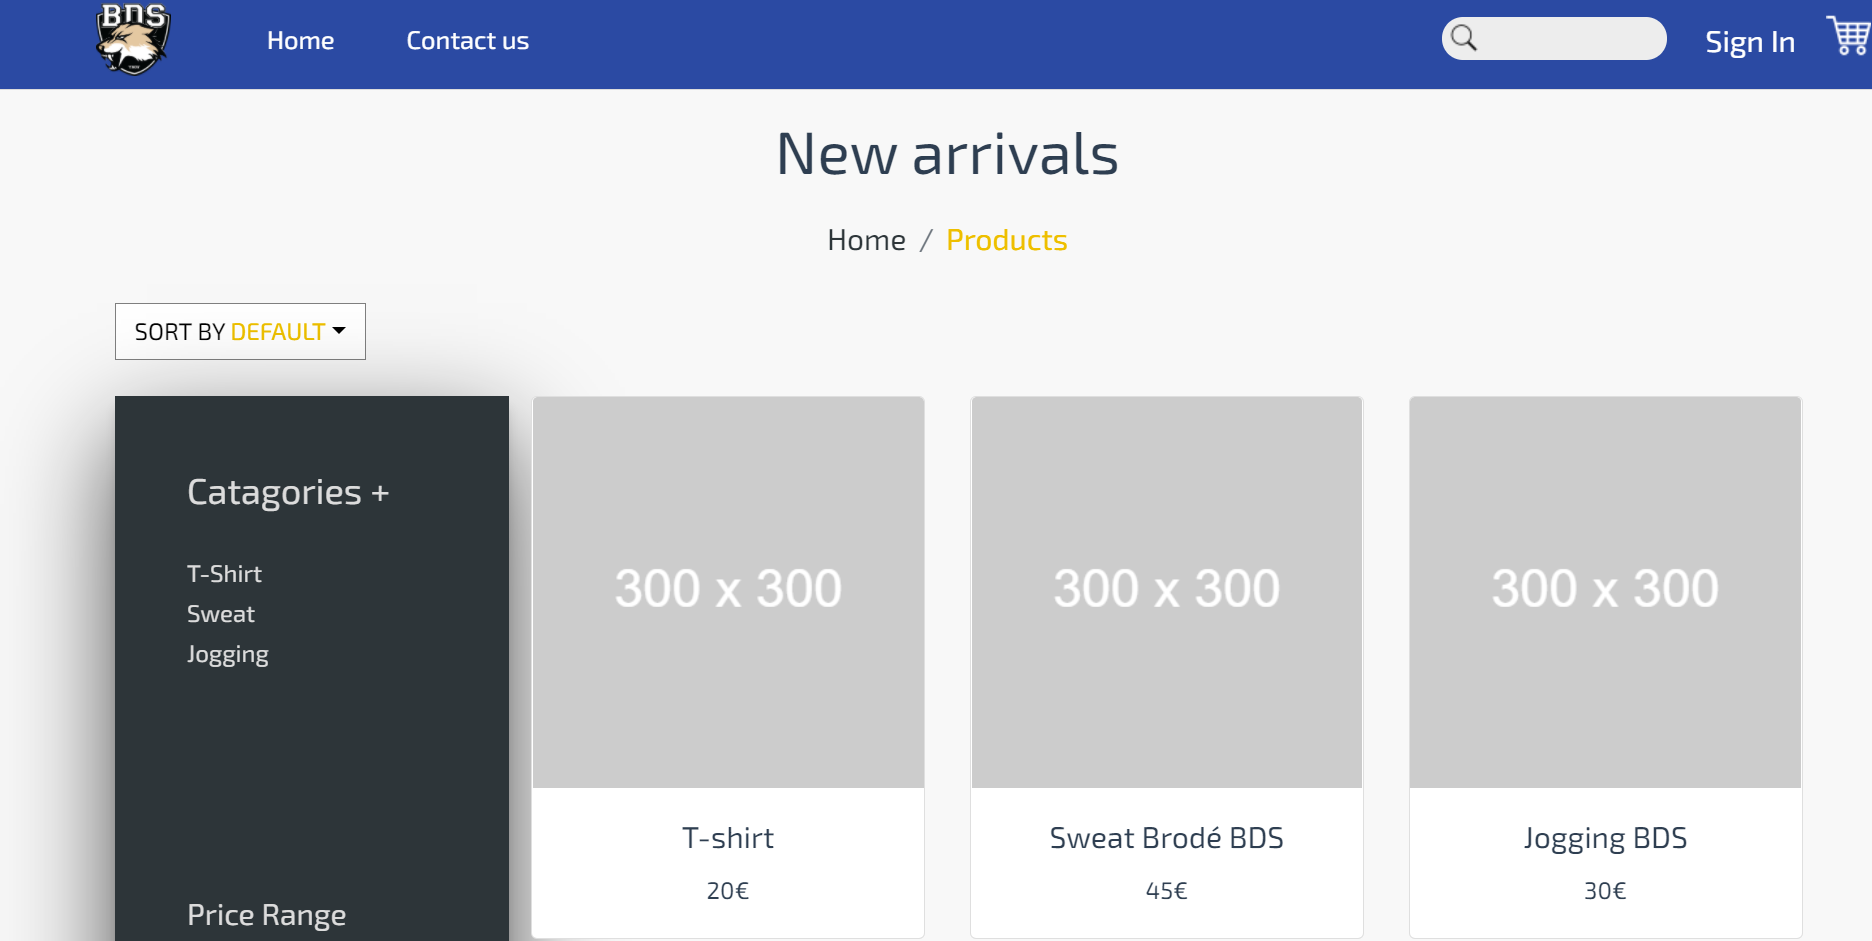 BDS
Home
Contact us
Sign In
New arrivals
Home / Products
SORT BY DEFAULT
Catagories +
T-Shirt
Sweat
Jogging
Price Range
300 x 300
T-shirt
20€
300 x 300
Sweat Brodé BDS
45€
300 x 300
Jogging BDS
30€